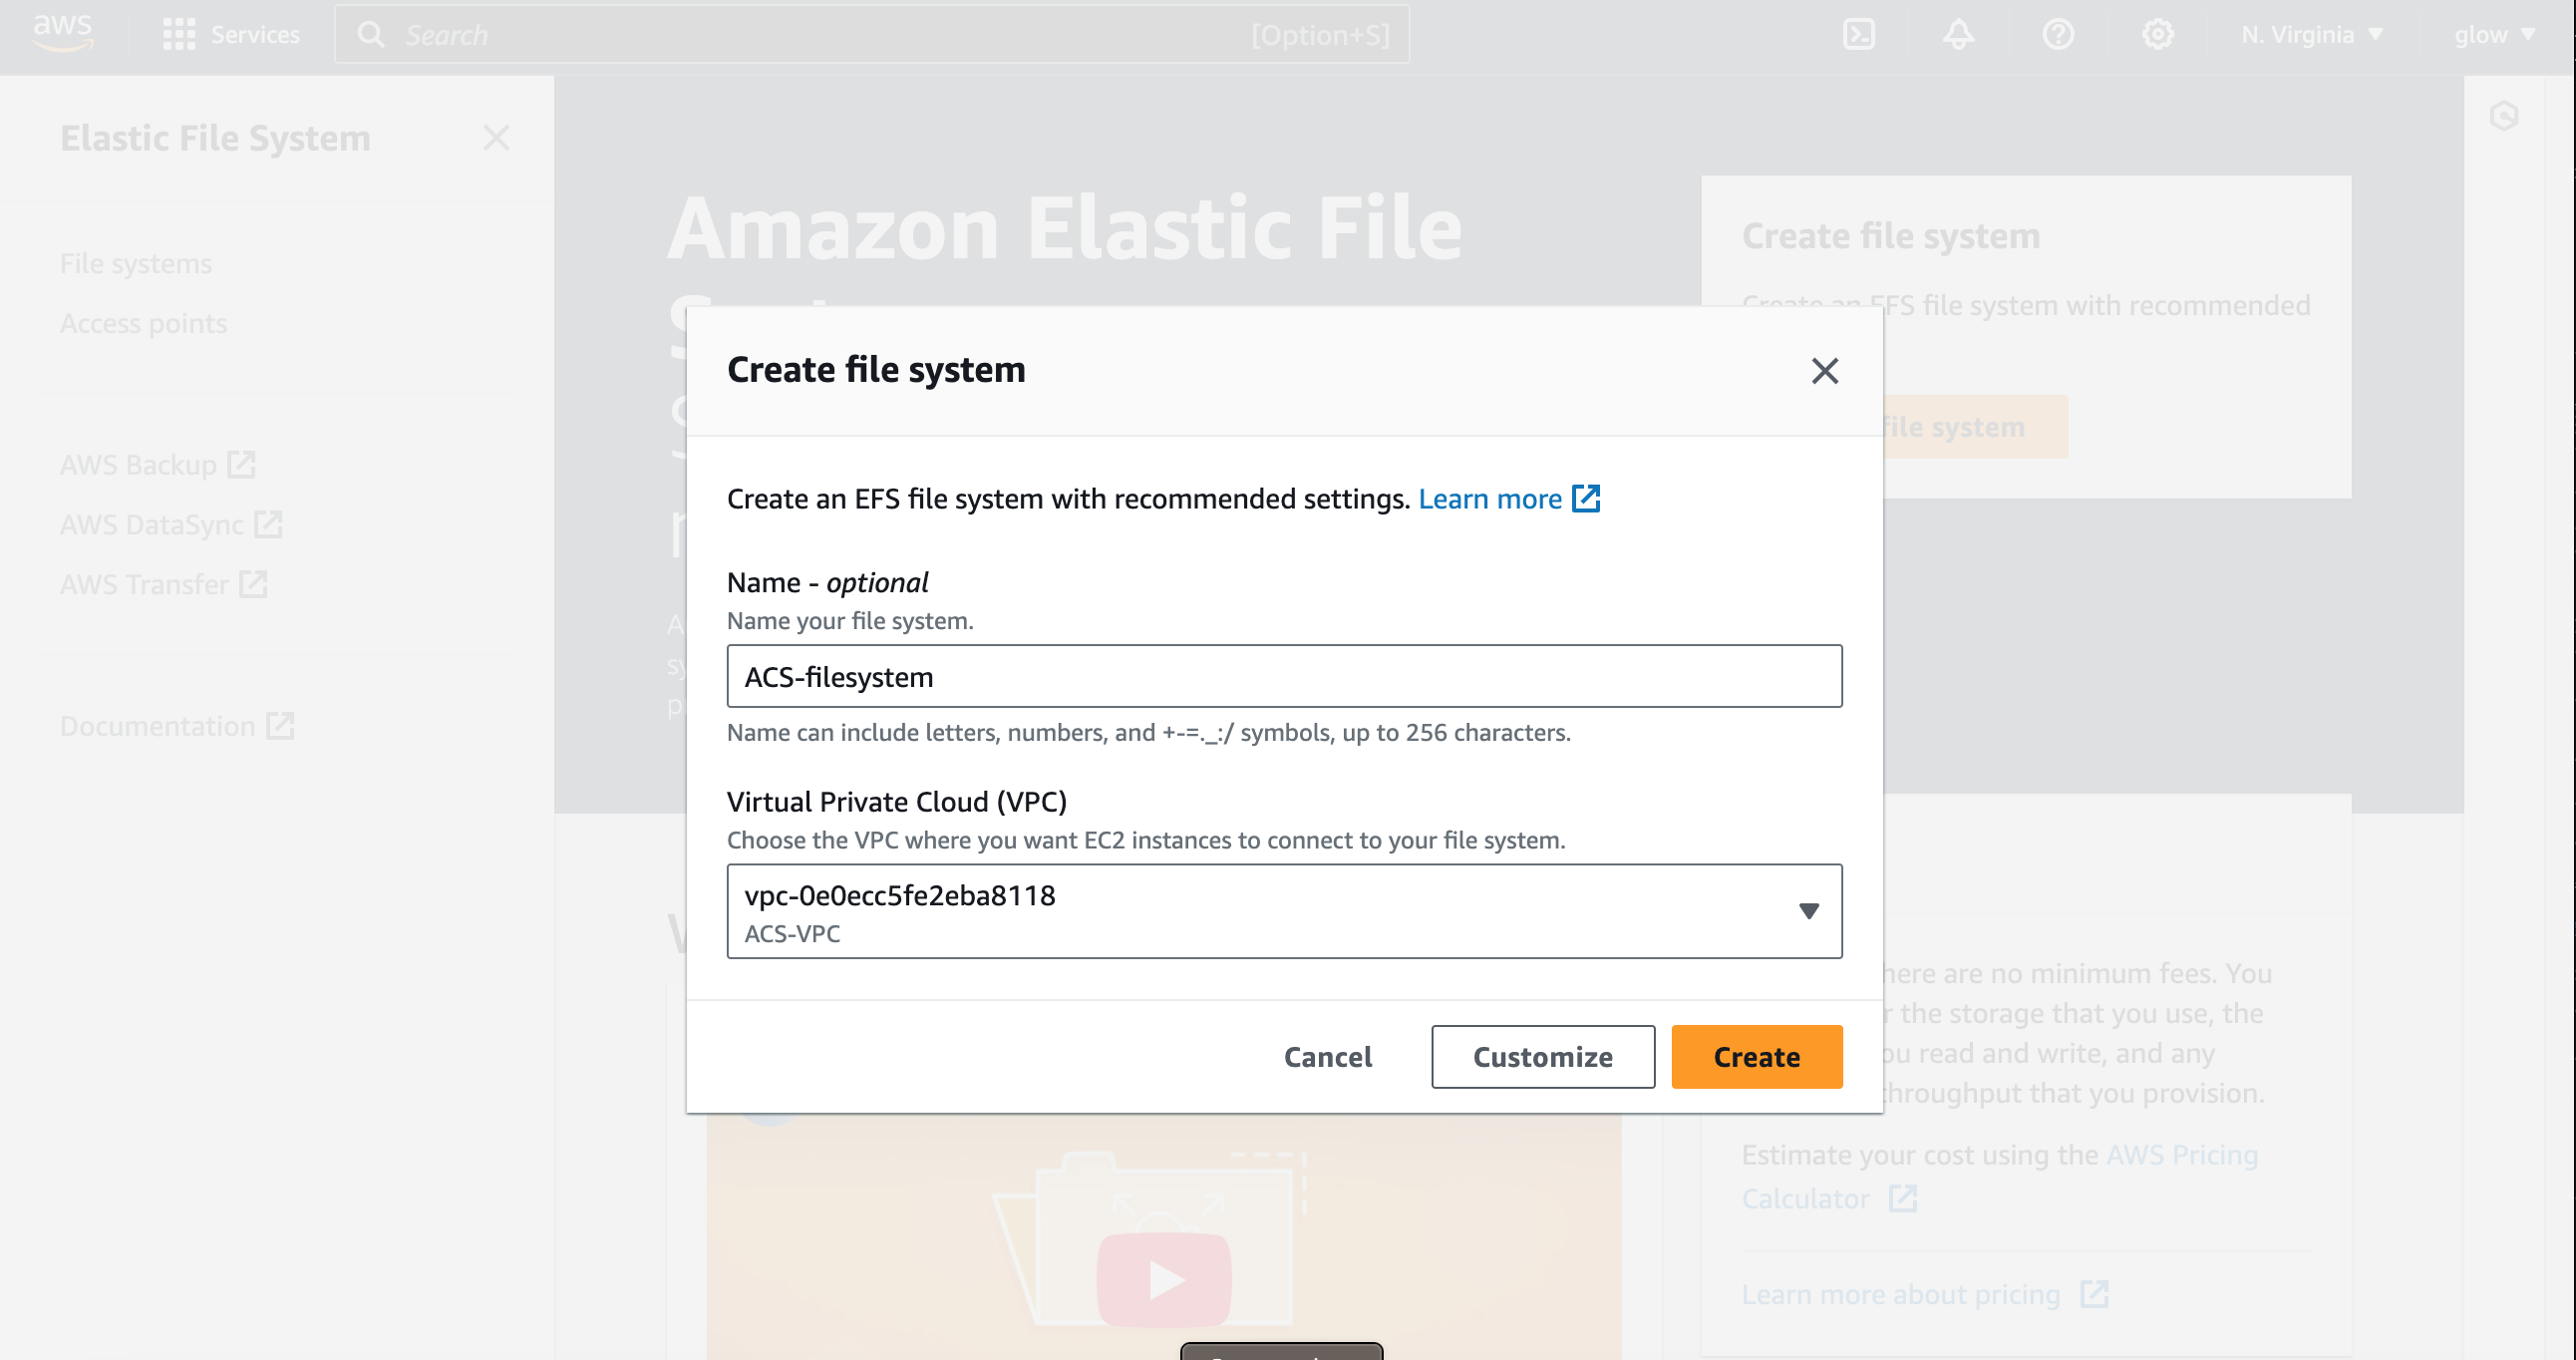 aws
Services
Search
[Option+S]
N. Virginia
glow
Elastic File System
File systems
Access points
AWS Backup
AWS DataSync
AWS Transfer
Documentation
Amazon Elastic File
Create file system
Create an EFS file system with recommended
file system
Create file system
Create an EFS file system with recommended settings. Learn more
Name - optional
Name your file system.
ACS-filesystem
Name can include letters, numbers, and +-=._:/ symbols, up to 256 characters.
Virtual Private Cloud (VPC)
Choose the VPC where you want EC2 instances to connect to your file system.
vpc-0e0ecc5fe2eba8118
ACS-VPC
Cancel
Customize
Create
here are no minimum fees. You
r the storage that you use, the
ou read and write, and any
throughput that you provision.
Estimate your cost using the AWS Pricing
Calculator
Learn more about pricing